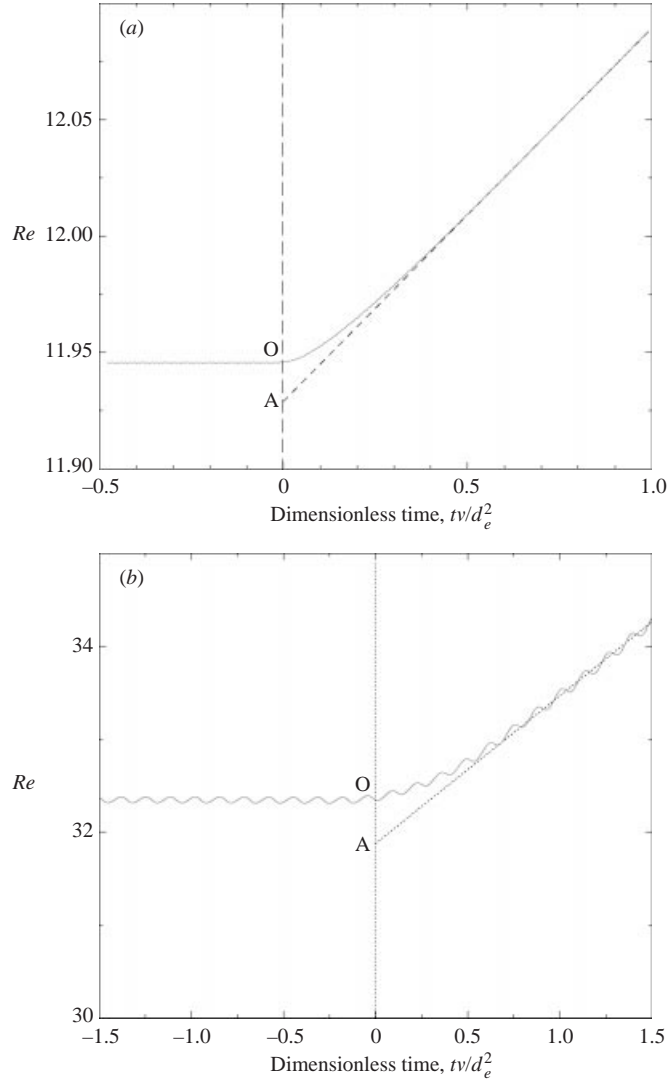 (a)
12.05
Re
12.00
O
11.95
A
11.90
–0.5
0
0.5
1.0
Dimensionless time, tν/d_e^2
(b)
34
Re
O
32
A
30
–1.5
–1.0
–0.5
0
0.5
1.0
1.5
Dimensionless time, tν/d_e^2